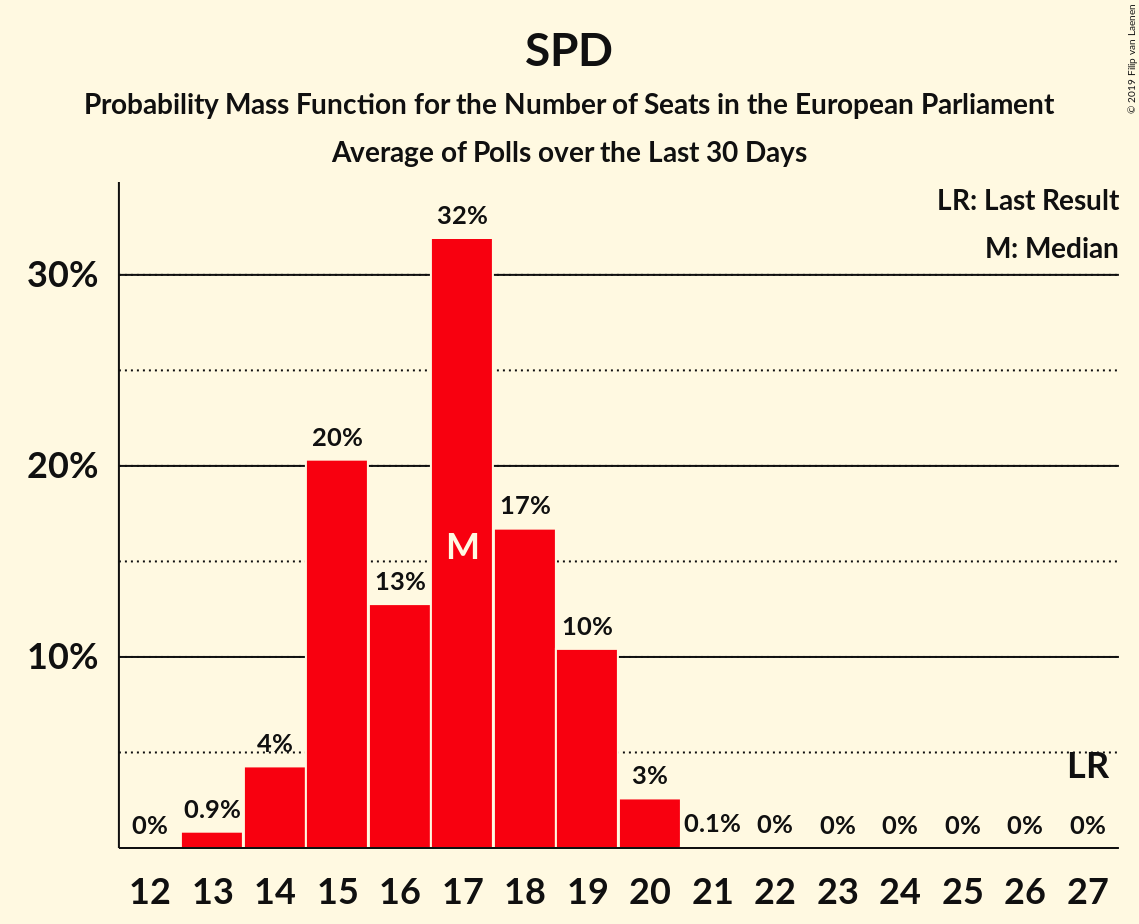 SPD
Probability Mass Function for the Number of Seats in the European Parliament
Average of Polls over the Last 30 Days
© 2019 Filip van Laenen
LR: Last Result
M: Median
32%
30%
20%
20%
17%
M
13%
10%
10%
4%
LR
3%
0% 0.9% 0.1% 0% 0% 0% 0% 0% 0%
12 13 14 15 16 17 18 19 20 21 22 23 24 25 26 27